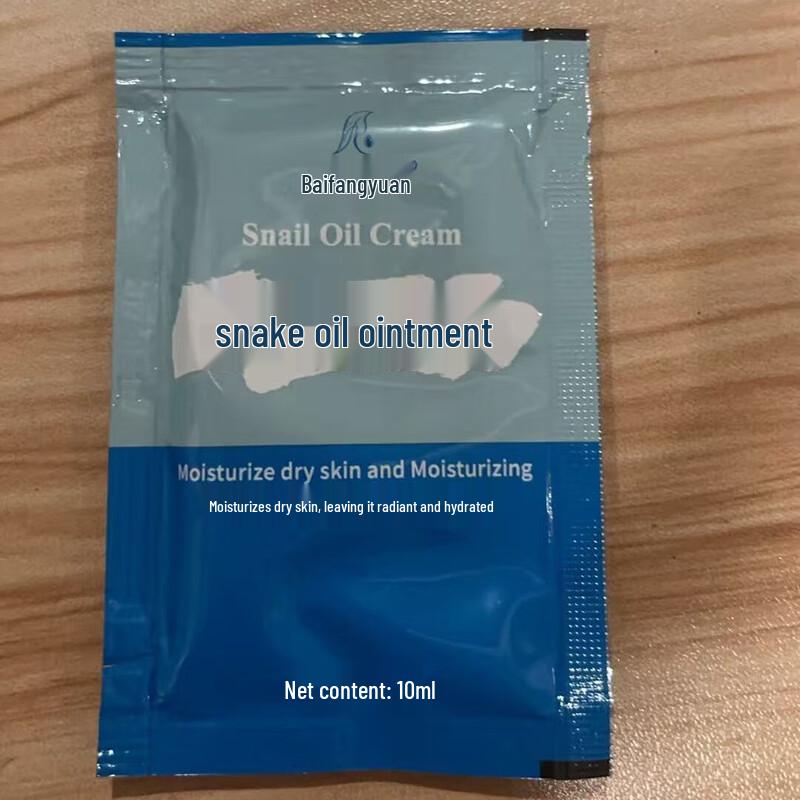 Baifangyuan
Snail Oil Cream
snake oil ointment
Moisturize dry skin and Moisturizing
Moisturizes dry skin, leaving it radiant and hydrated
Net content: 10ml